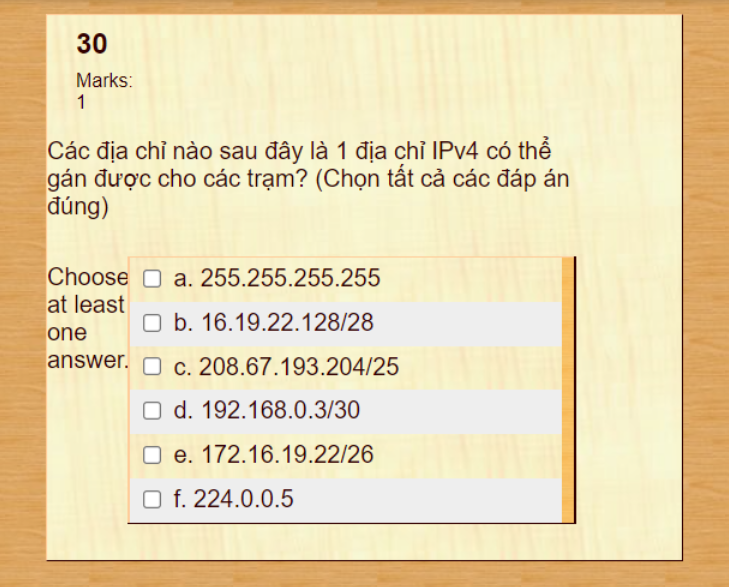 30
Marks:
1
Các địa chỉ nào sau đây là 1 địa chỉ IPv4 có thể
gán được cho các trạm? (Chọn tất cả các đáp án
đúng)
Choose
at least
one
answer.
a. 255.255.255.255
b. 16.19.22.128/28
c. 208.67.193.204/25
d. 192.168.0.3/30
e. 172.16.19.22/26
f. 224.0.0.5